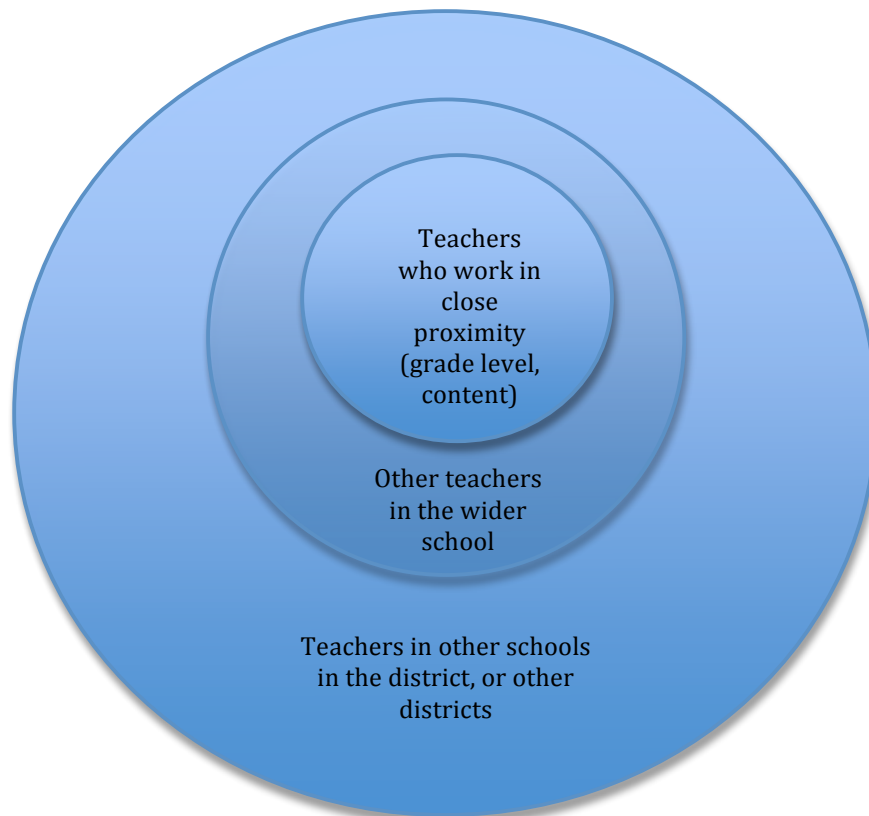 Teachers
who work in
close
proximity
(grade level,
content)
Other teachers
in the wider
school
Teachers in other schools
in the district, or other
districts